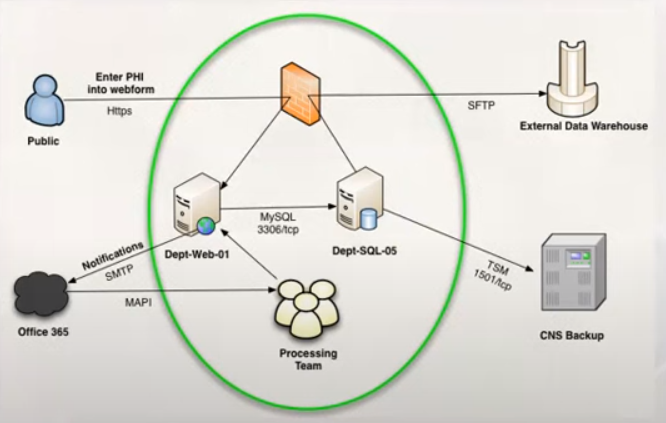 Enter PHI
into webform
Https
Public
SFTP
External Data Warehouse
MySQL
3306/tcp
Dept-Web-01
Dept-SQL-05
Notifications
SMTP
TSM
1501/tcp
MAPI
Office 365
CNS Backup
Processing
Team